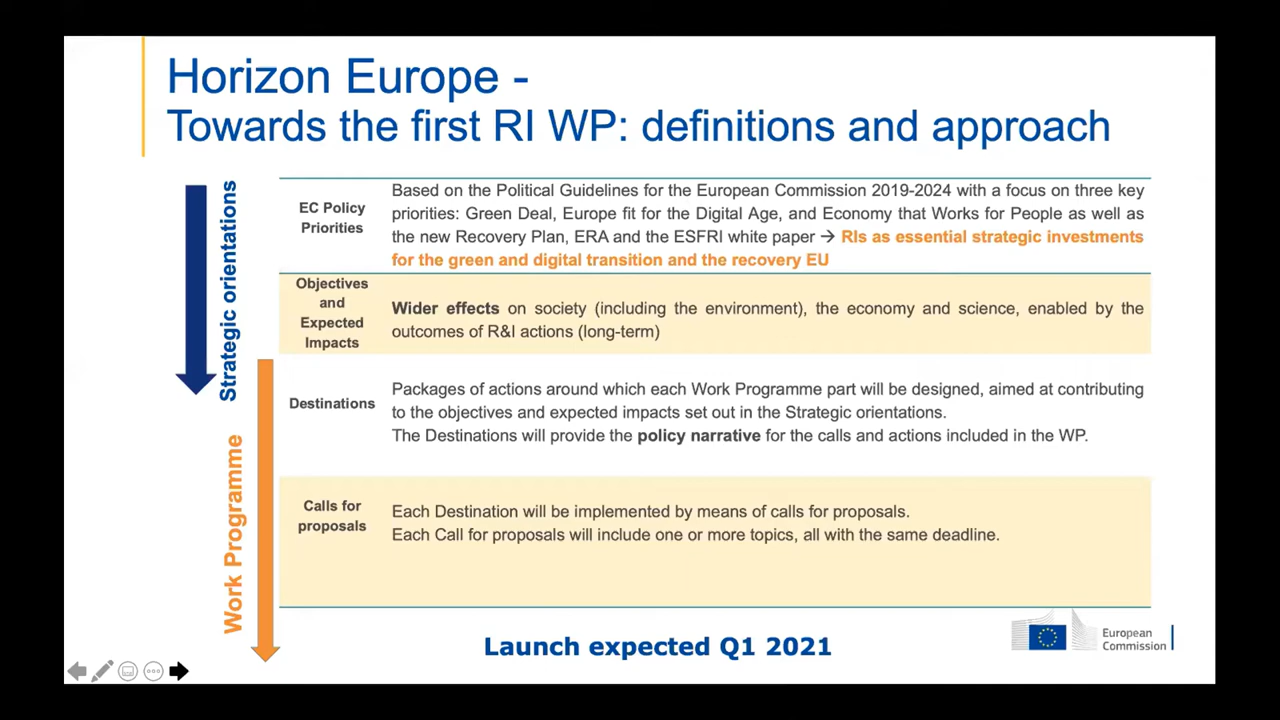 Horizon Europe -
Towards the first RI WP: definitions and approach
Strategic orientations
Work Programme
EC Policy
Priorities
Based on the Political Guidelines for the European Commission 2019-2024 with a focus on three key
priorities: Green Deal, Europe fit for the Digital Age, and Economy that Works for People as well as
the new Recovery Plan, ERA and the ESFRI white paper → RIs as essential strategic investments
for the green and digital transition and the recovery EU
Objectives
and
Expected
Impacts
Wider effects on society (including the environment), the economy and science, enabled by the
outcomes of R&I actions (long-term)
Destinations
Packages of actions around which each Work Programme part will be designed, aimed at contributing
to the objectives and expected impacts set out in the Strategic orientations.
The Destinations will provide the policy narrative for the calls and actions included in the WP.
Calls for
proposals
Each Destination will be implemented by means of calls for proposals.
Each Call for proposals will include one or more topics, all with the same deadline.
Launch expected Q1 2021
European
Commission